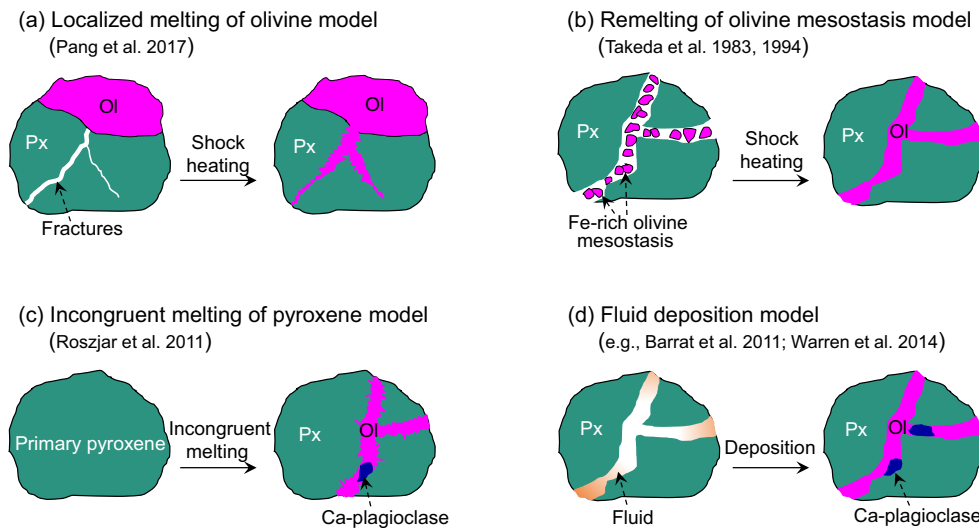 (a) Localized melting of olivine model
(Pang et al. 2017)
Ol
Px
Shock
heating
Px
Fractures
(b) Remelting of olivine mesostasis model
(Takeda et al. 1983, 1994)
Px
Shock
heating
Px
Ol
Fe-rich olivine
mesostasis
(c) Incongruent melting of pyroxene model
(Roszjar et al. 2011)
Primary pyroxene
Incongruent
melting
Px
Ol
Ca-plagioclase
(d) Fluid deposition model
(e.g., Barrat et al. 2011; Warren et al. 2014)
Px
Deposition
Px
Ol
Fluid
Ca-plagioclase